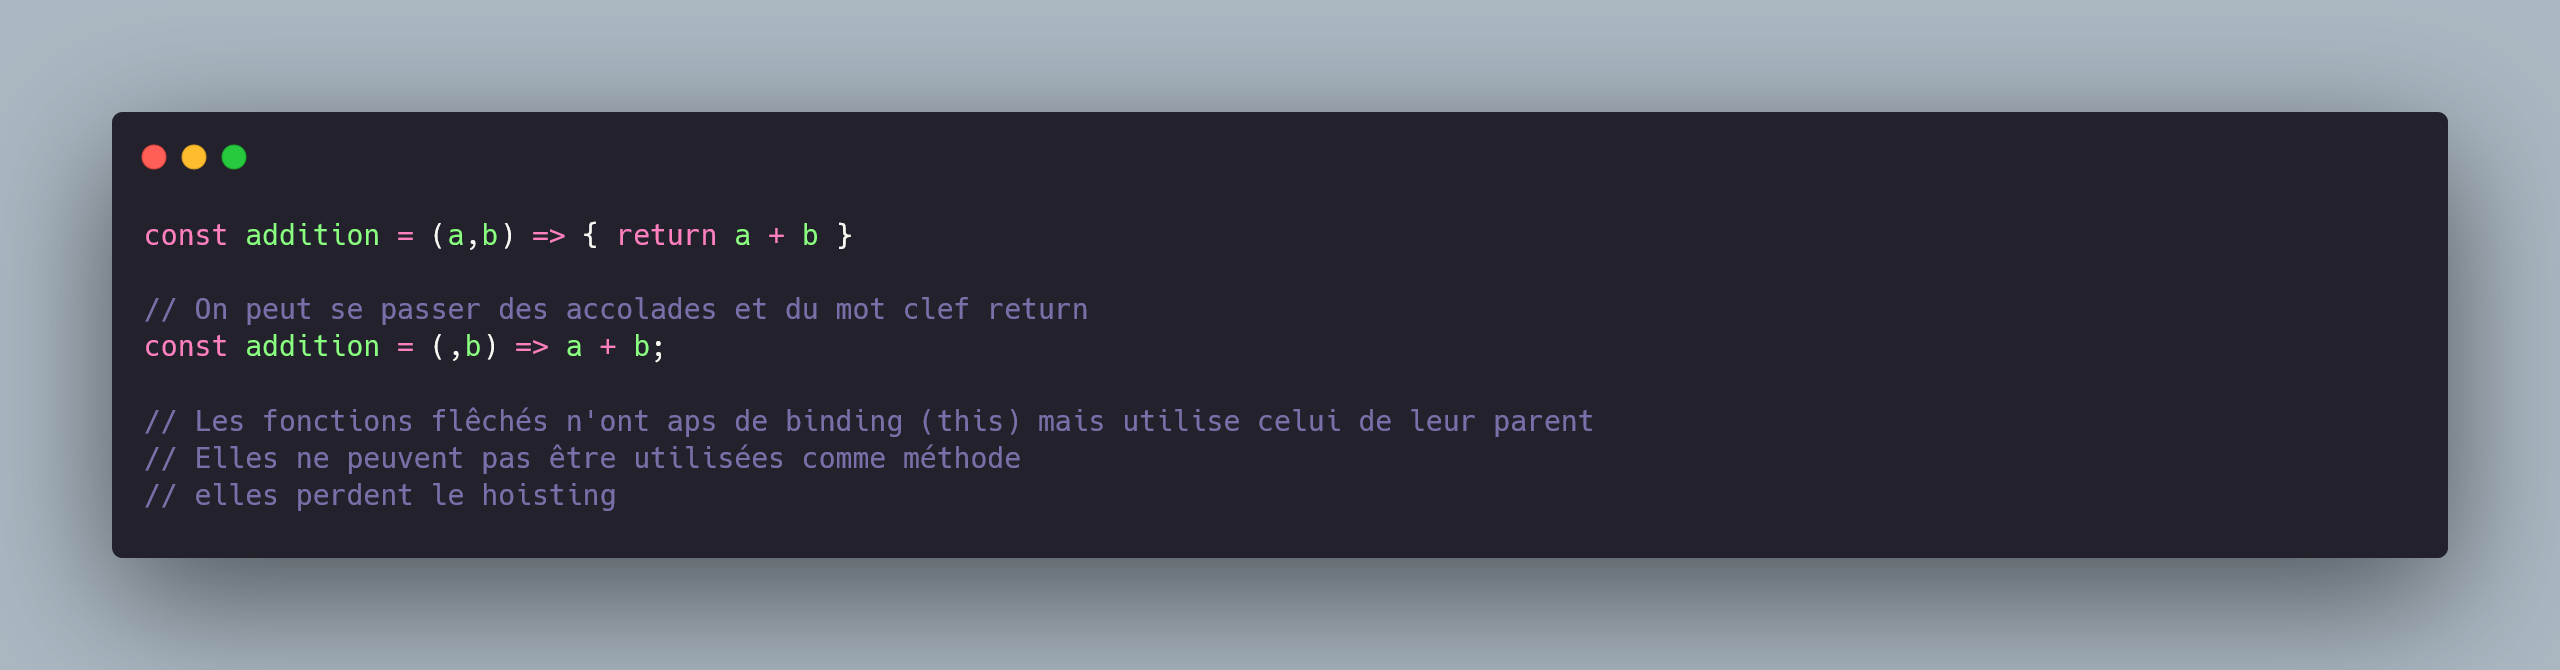 const addition = (a,b) => { return a + b }
// On peut se passer des accolades et du mot clef return
const addition = (,b) => a + b;
// Les fonctions flêchés n'ont aps de binding (this) mais utilise celui de leur parent
// Elles ne peuvent pas être utilisées comme méthode
// elles perdent le hoisting